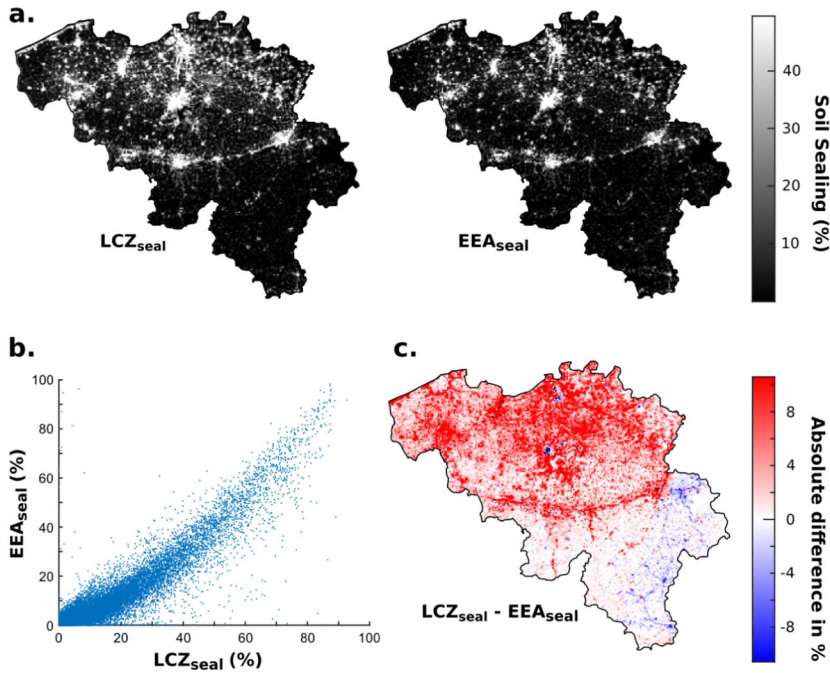 a.
LCZseal
EEAseal
40
30
20
10
Soil Sealing (%)
b.
100
80
60
40
20
0
EEAseal (%)
0 20 40 60 80 100
LCZseal (%)
c.
LCZseal - EEAseal
8
4
0
-4
-8
Absolute difference in %